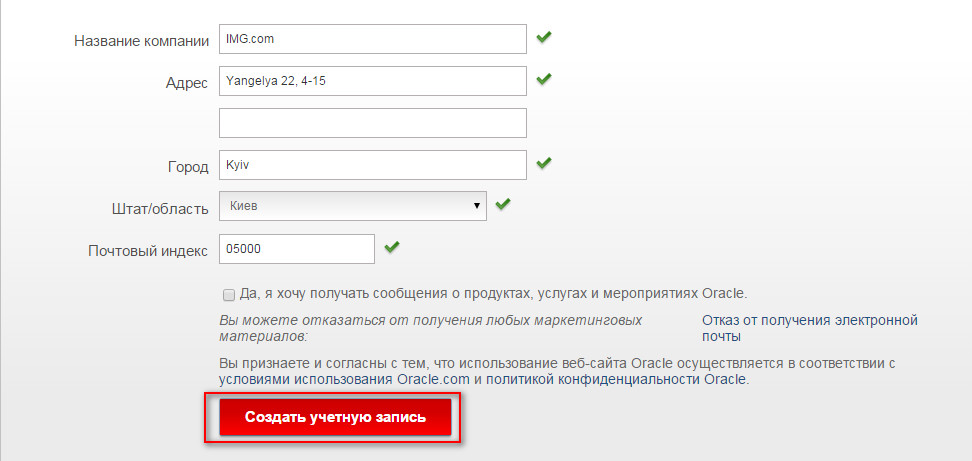 Название компании IMG.com
Адрес Yangelya 22, 4-15
Город Kyiv
Штат/область Киев
Почтовый индекс 05000
Да, я хочу получать сообщения о продуктах, услугах и мероприятиях Oracle.
Вы можете отказаться от получения любых маркетинговых Отказ от получения электронной
материалов: почты
Вы признаете и согласны с тем, что использование веб-сайта Oracle осуществляется в соответствии с
условиями использования Oracle.com и политикой конфиденциальности Oracle.
Создать учетную запись